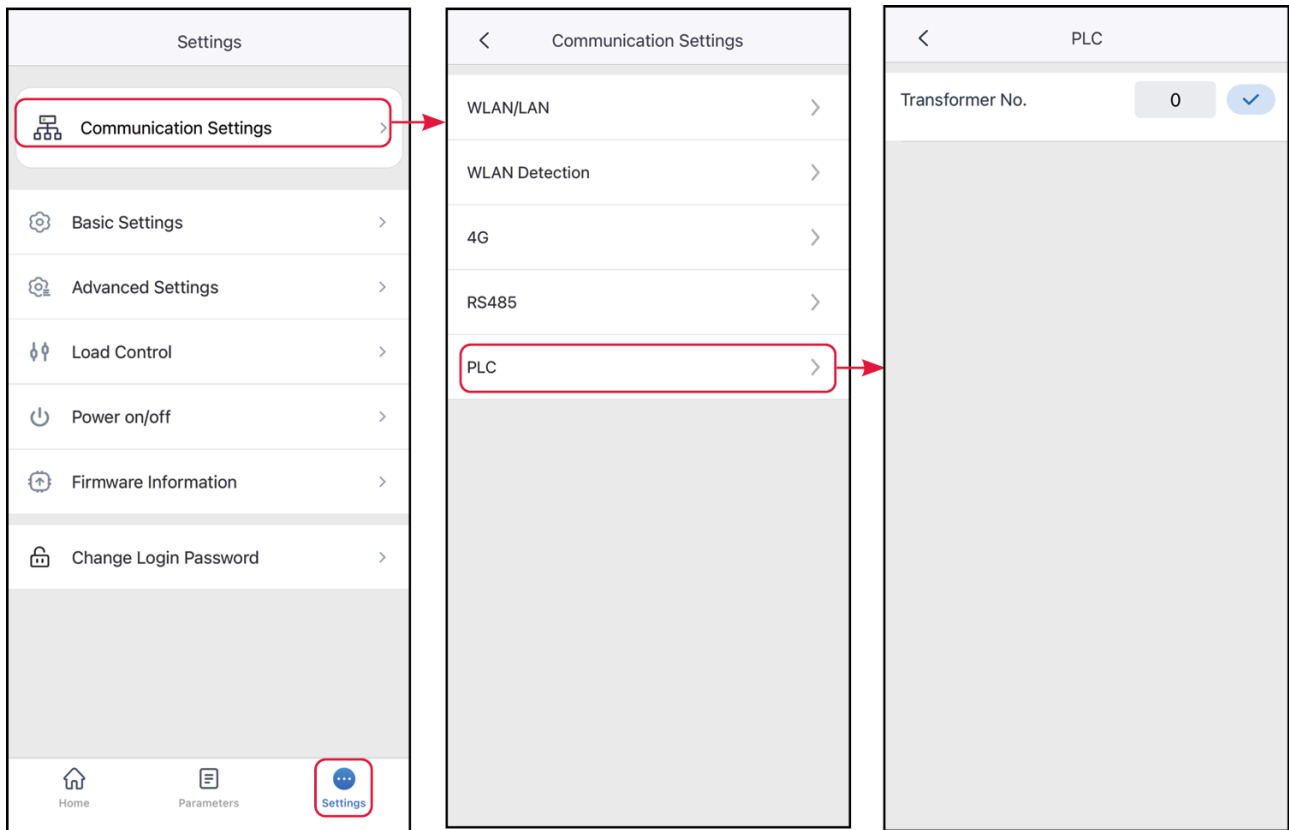 Settings
Communication Settings
Basic Settings
Advanced Settings
Load Control
Power on/off
Firmware Information
Change Login Password
Home
Parameters
Settings
Communication Settings
WLAN/LAN
WLAN Detection
4G
RS485
PLC
PLC
Transformer No. 0